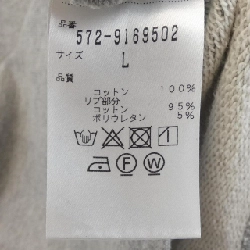 品番
572-9169502
サイズ
L
品質
コットン 00%
リブ部分
コットン 95%
ポリウレタン 5%
F W